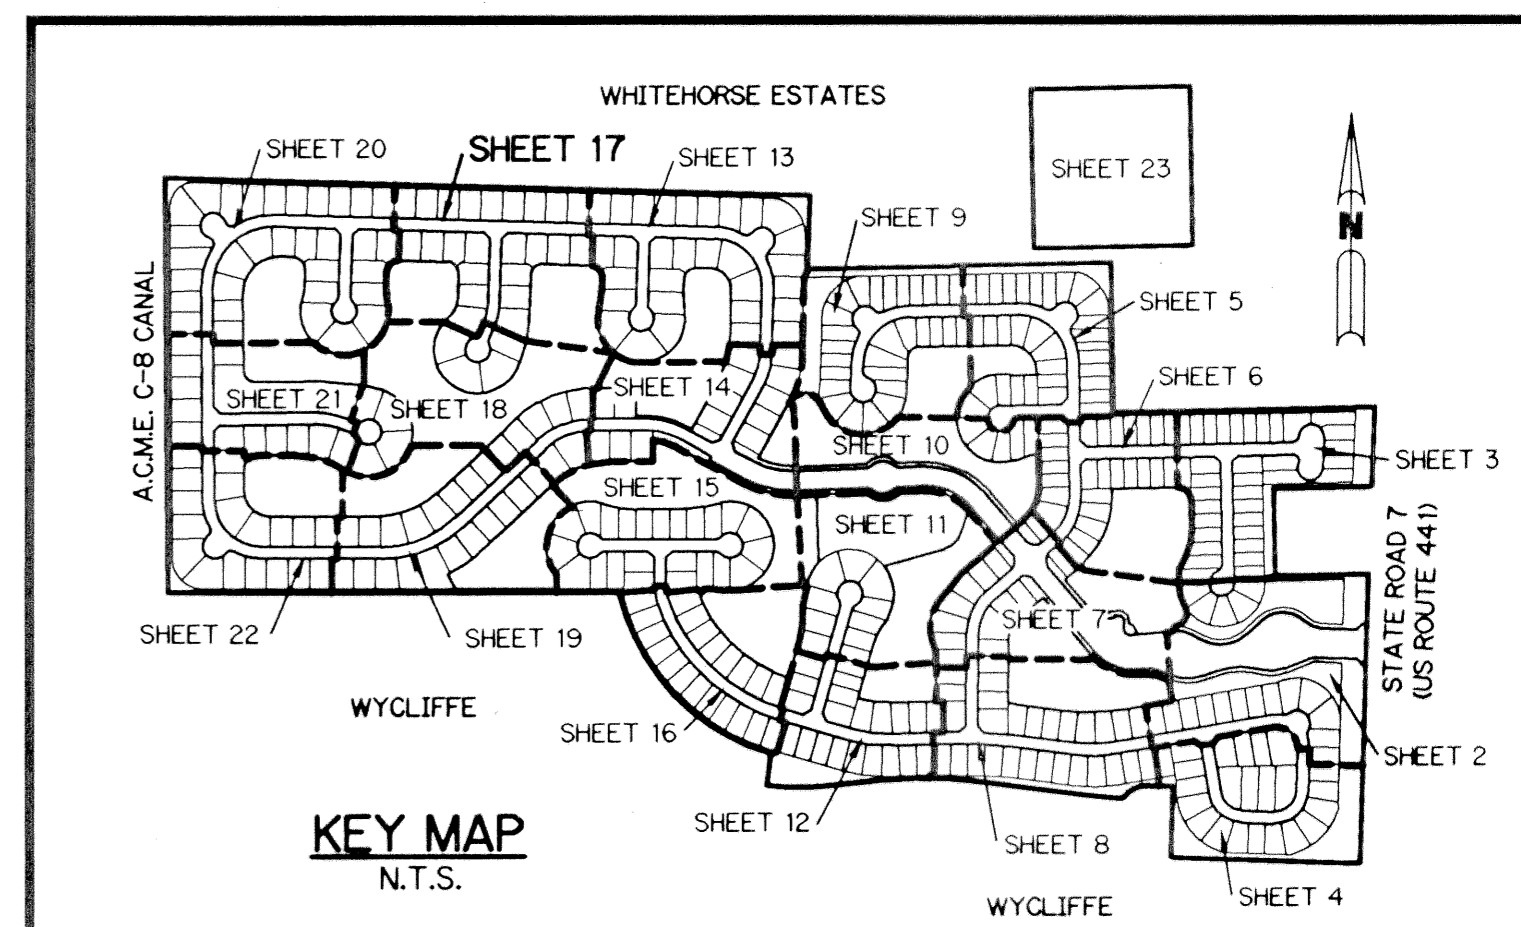 WHITEHORSE ESTATES
SHEET 20
SHEET 17
SHEET 13
SHEET 23
SHEET 9
N
SHEET 5
A.C.M.E. C-8 CANAL
SHEET 6
SHEET 14
SHEET 21
SHEET 18
SHEET 10
SHEET 3
SHEET 15
SHEET 11
STATE ROAD 7
(US ROUTE 441)
SHEET 7
SHEET 22
SHEET 19
WYCLIFFE
SHEET 16
SHEET 2
SHEET 12
SHEET 8
KEY MAP
N.T.S.
SHEET 4
WYCLIFFE